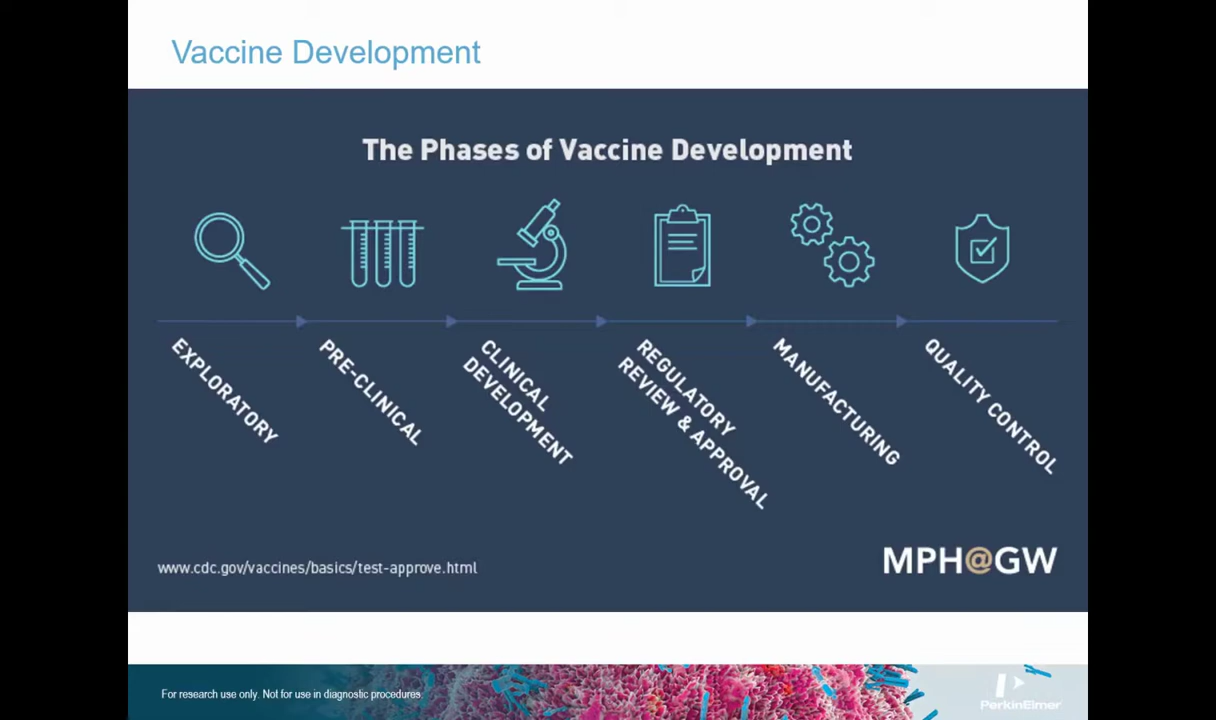 Vaccine Development
The Phases of Vaccine Development
EXPLORATORY
PRE-CLINICAL
CLINICAL
DEVELOPMENT
REGULATORY
REVIEW & APPROVAL
MANUFACTURING
QUALITY CONTROL
www.cdc.gov/vaccines/basics/test-approve.html
MPH@GW
For research use only. Not for use in diagnostic procedures.
PerkinElmer